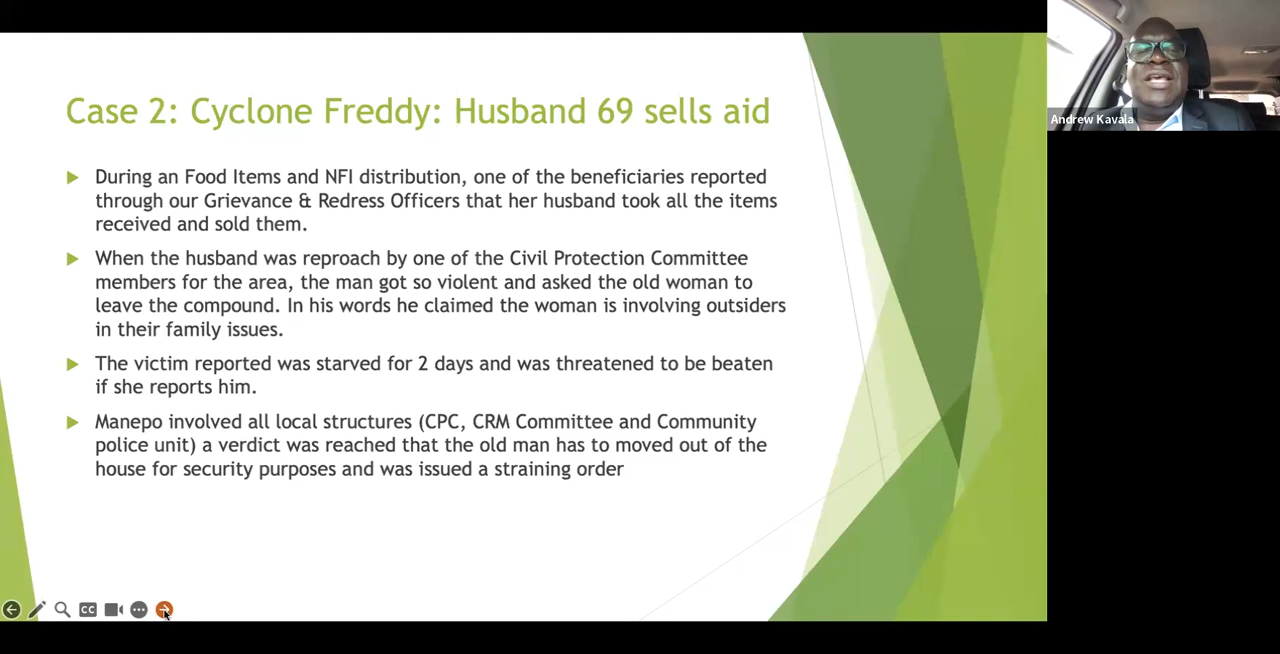 Case 2: Cyclone Freddy: Husband 69 sells aid
During an Food Items and NFI distribution, one of the beneficiaries reported
through our Grievance & Redress Officers that her husband took all the items
received and sold them.
When the husband was reproach by one of the Civil Protection Committee
members for the area, the man got so violent and asked the old woman to
leave the compound. In his words he claimed the woman is involving outsiders
in their family issues.
The victim reported was starved for 2 days and was threatened to be beaten
if she reports him.
Manepo involved all local structures (CPC, CRM Committee and Community
police unit) a verdict was reached that the old man has to moved out of the
house for security purposes and was issued a straining order
CC
Andrew Kavala